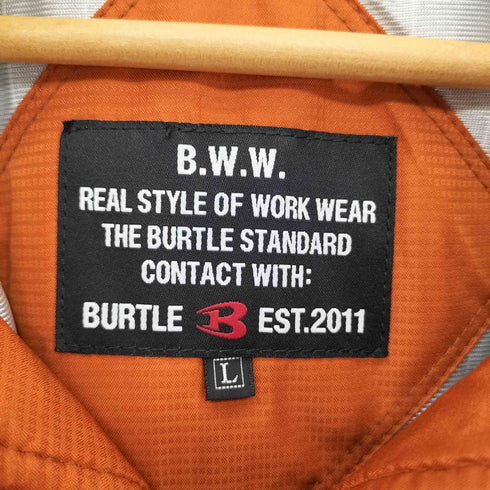 B.W.W.
REAL STYLE OF WORK WEAR
THE BURTLE STANDARD
CONTACT WITH:
BURTLE B EST.2011
L